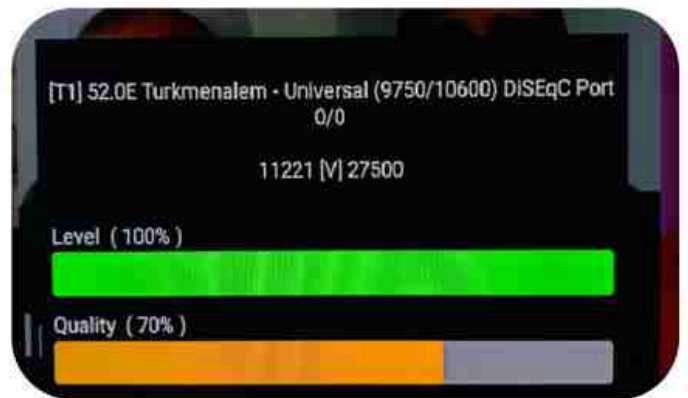 [T1] 52.0E Turkmenalem - Universal (9750/10600) DiSEqC Port
0/0
11221 [V] 27500
Level ( 100% )
Quality ( 70% )